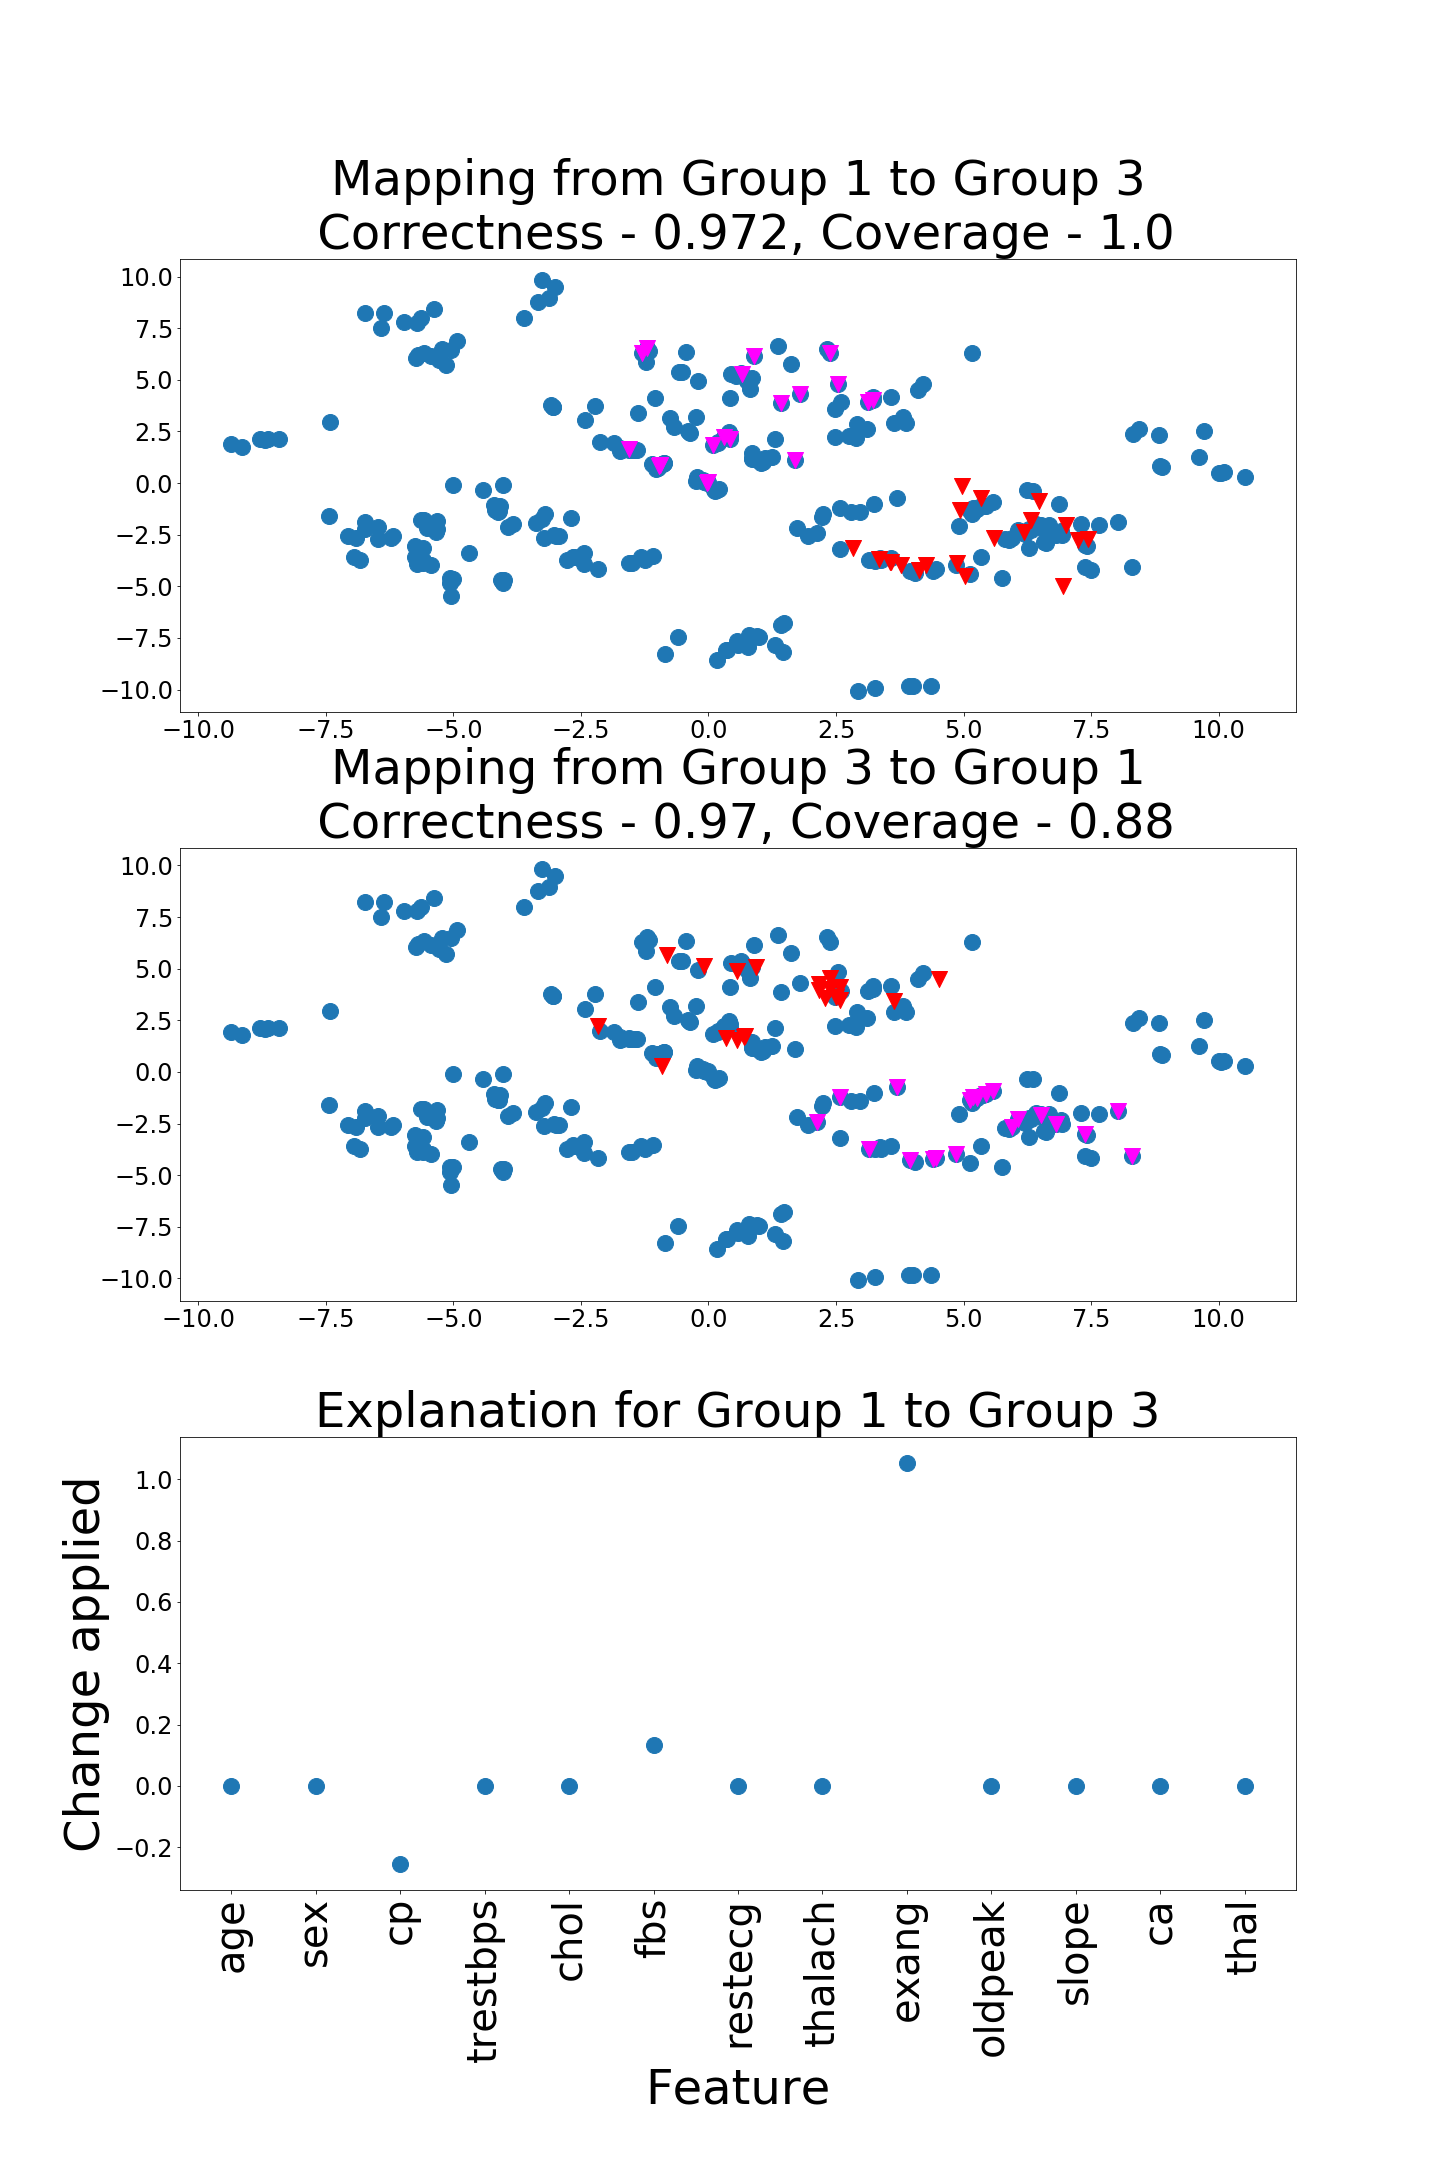 Mapping from Group 1 to Group 3
Correctness - 0.972, Coverage - 1.0
10.0
7.5
5.0
2.5
0.0
−2.5
−5.0
−7.5
−10.0
−10.0 −7.5 −5.0 −2.5 0.0 2.5 5.0 7.5 10.0
Mapping from Group 3 to Group 1
Correctness - 0.97, Coverage - 0.88
10.0
7.5
5.0
2.5
0.0
−2.5
−5.0
−7.5
−10.0
−10.0 −7.5 −5.0 −2.5 0.0 2.5 5.0 7.5 10.0
Explanation for Group 1 to Group 3
Change applied
1.0
0.8
0.6
0.4
0.2
0.0
−0.2
age
sex
cp
trestbps
chol
fbs
restecg
thalach
exang
oldpeak
slope
ca
thal
Feature